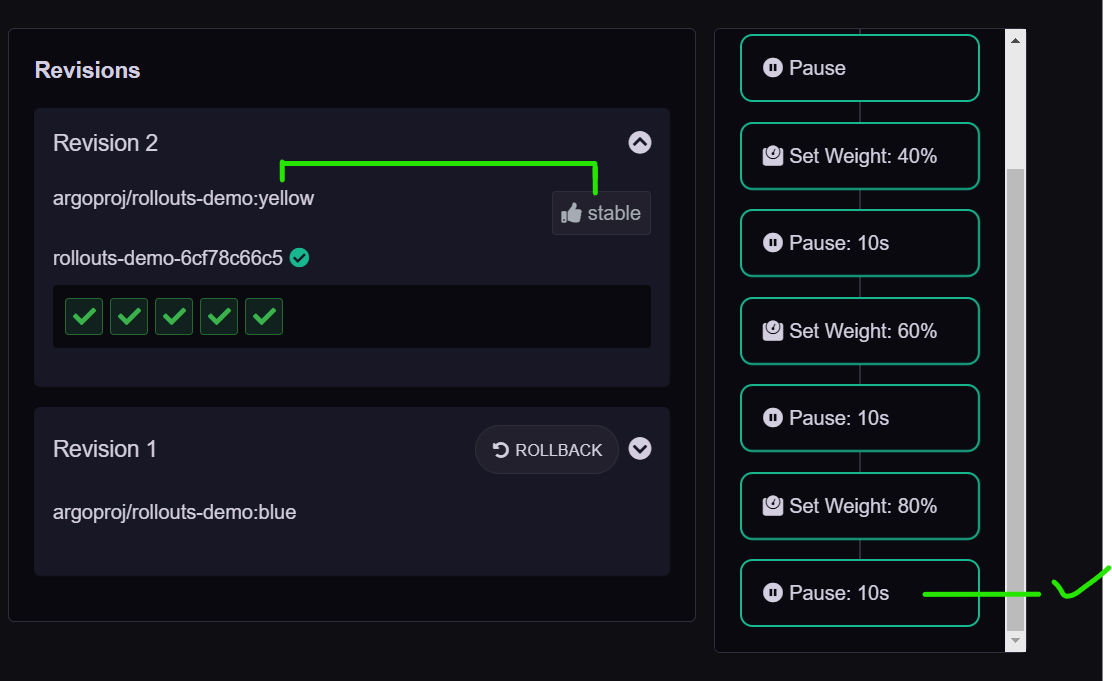 Revisions
Revision 2
argoproj/rollouts-demo:yellow
stable
rollouts-demo-6cf78c66c5
Revision 1
ROLLBACK
argoproj/rollouts-demo:blue
Pause
Set Weight: 40%
Pause: 10s
Set Weight: 60%
Pause: 10s
Set Weight: 80%
Pause: 10s